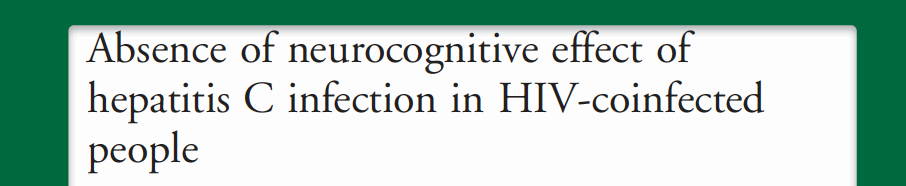 Absence of neurocognitive effect of
hepatitis C infection in HIV-coinfected
people